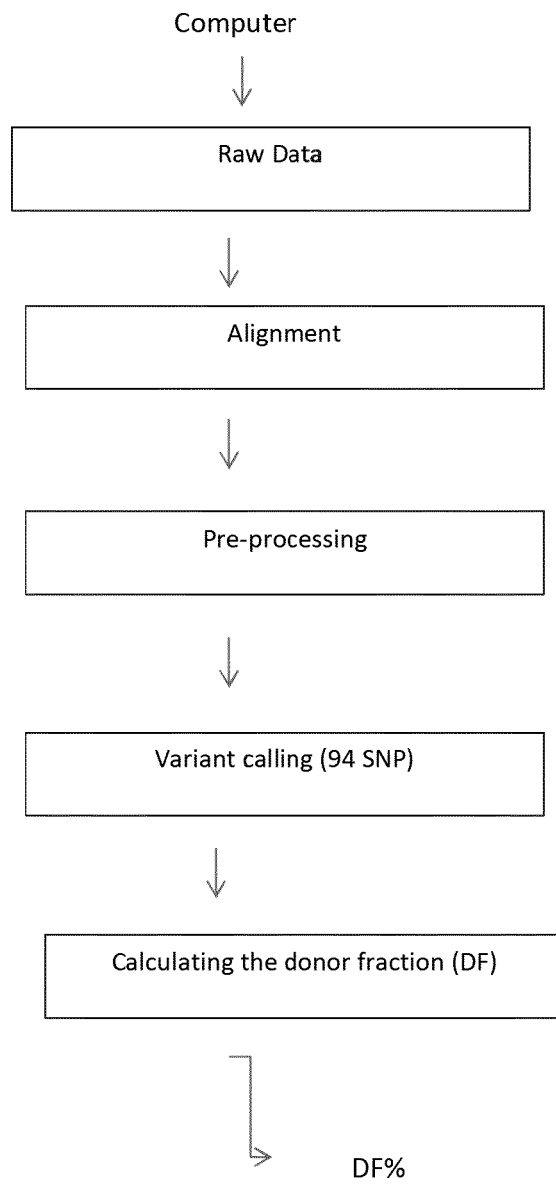 Computer
Raw Data
Alignment
Pre-processing
Variant calling (94 SNP)
Calculating the donor fraction (DF)
DF%